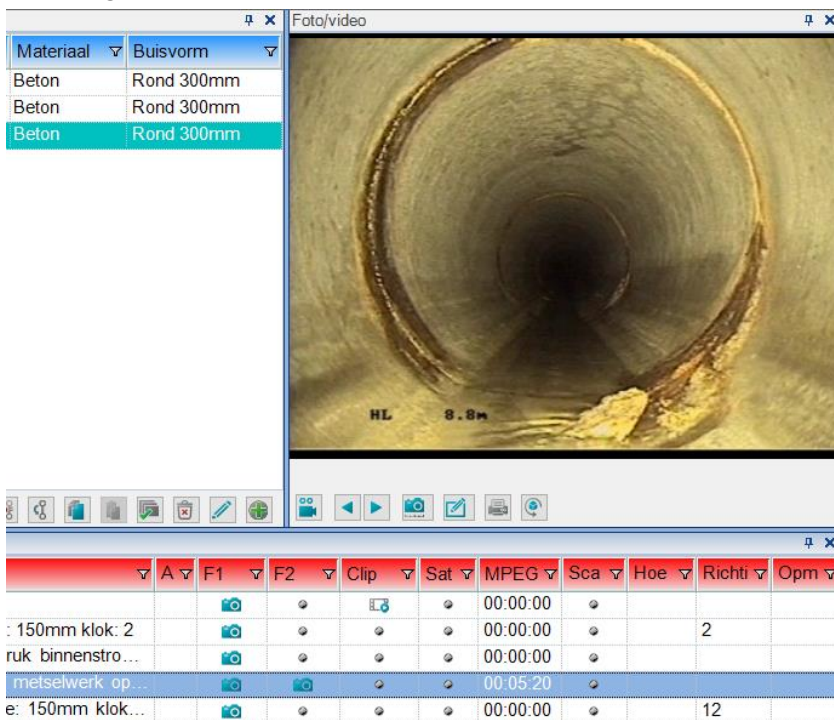 Foto/video
Materiaal Buisvorm
Beton Rond 300mm
Beton Rond 300mm
Beton Rond 300mm
HL 8.8m
A F1 F2 Clip Sat MPEG Sca Hoe Richti Opm
00:00:00
: 150mm klok: 2 00:00:00 2
ruk binnenstro... 00:00:00
metselwerk op... 00:05:20
e: 150mm klok... 00:00:00 12